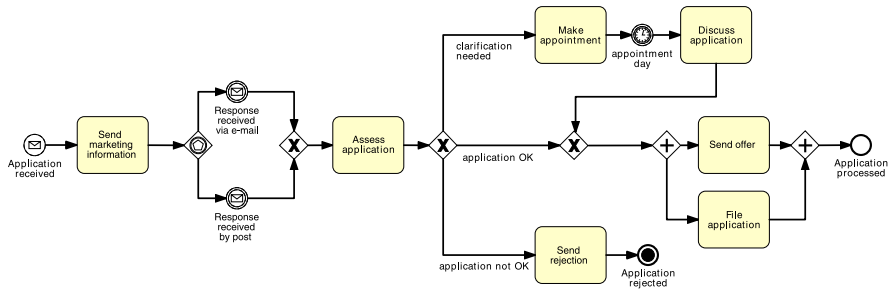 Application
received
Send
marketing
information
Response
received
via e-mail
Response
received
by post
Assess
application
clarification
needed
Make
appointment
appointment
day
Discuss
application
application OK
Send offer
File
application
Application
processed
application not OK
Send
rejection
Application
rejected